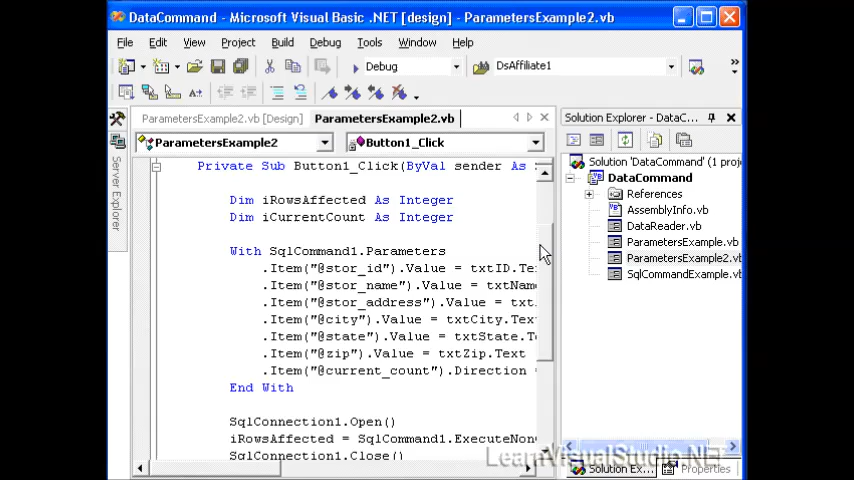 DataCommand - Microsoft Visual Basic .NET [design] - ParametersExample2.vb
File Edit View Project Build Debug Tools Window Help
Debug DsAffiliate1
ParametersExample2.vb [Design] ParametersExample2.vb
Solution Explorer - DataC...
ParametersExample2 Button1_Click
Server Explorer
Private Sub Button1_Click(ByVal sender As
Dim iRowsAffected As Integer
Dim iCurrentCount As Integer
With SqlCommand1.Parameters
.Item("@stor_id").Value = txtID.Te
.Item("@stor_name").Value = txtNam
.Item("@stor_address").Value = txt
.Item("@city").Value = txtCity.Text
.Item("@state").Value = txtState.T
.Item("@zip").Value = txtZip.Text
.Item("@current_count").Direction =
End With
SqlConnection1.Open()
iRowsAffected = SqlCommand1.ExecuteNon
SqlConnection1.Close()
Solution 'DataCommand' (1 proj
DataCommand
References
AssemblyInfo.vb
DataReader.vb
ParametersExample.vb
ParametersExample2.vb
SqlCommandExample.vb
LearnVisualStudio.NET
Solution Ex... Properties